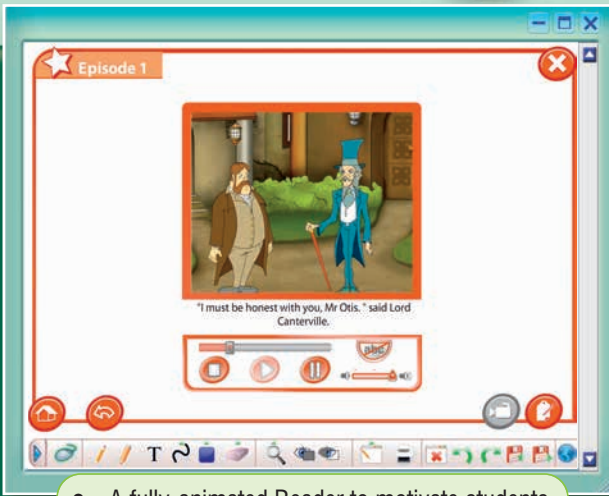 Episode 1
"I must be honest with you, Mr Otis. " said Lord
Canterville.
abc
T
• A fully-animated Reader to motivate students